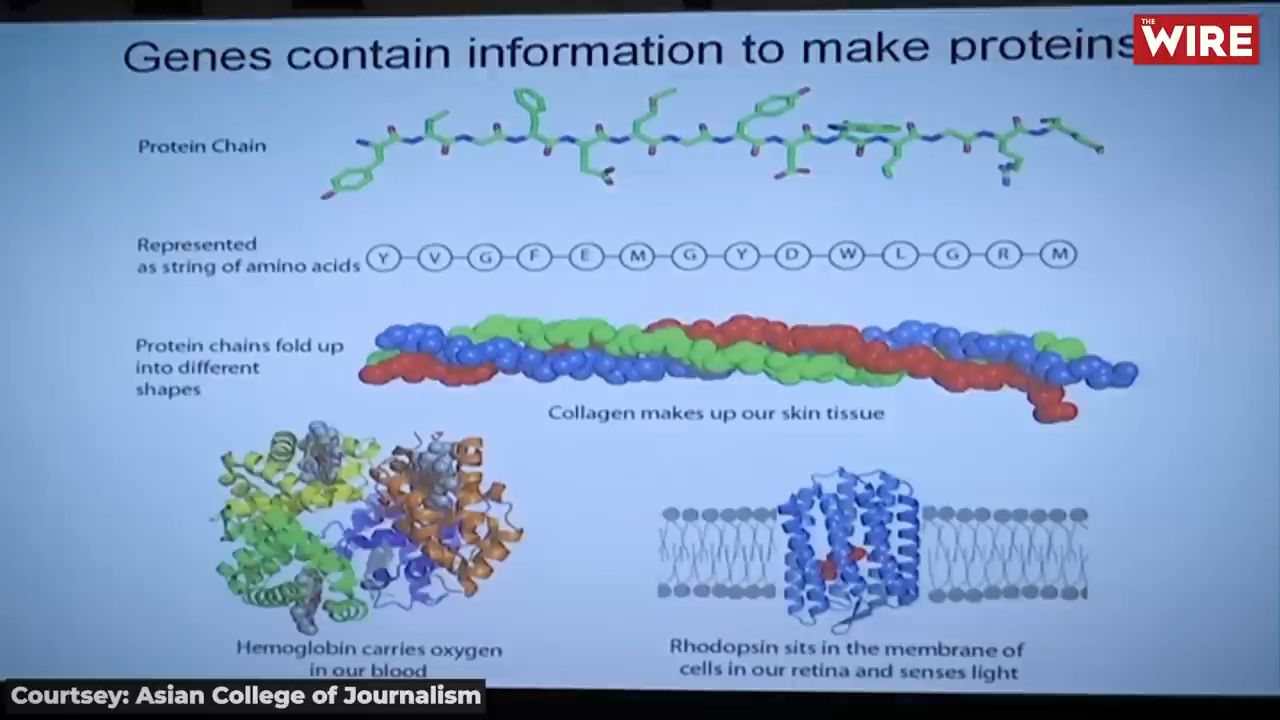 Genes contain information to make proteins
THE
WIRE
Protein Chain
Represented
as string of amino acids
Y V G F E M G Y D W L G R M
Protein chains fold up
into different
shapes
Collagen makes up our skin tissue
Hemoglobin carries oxygen
in our blood
Rhodopsin sits in the membrane of
cells in our retina and senses light
Courtsey: Asian College of Journalism